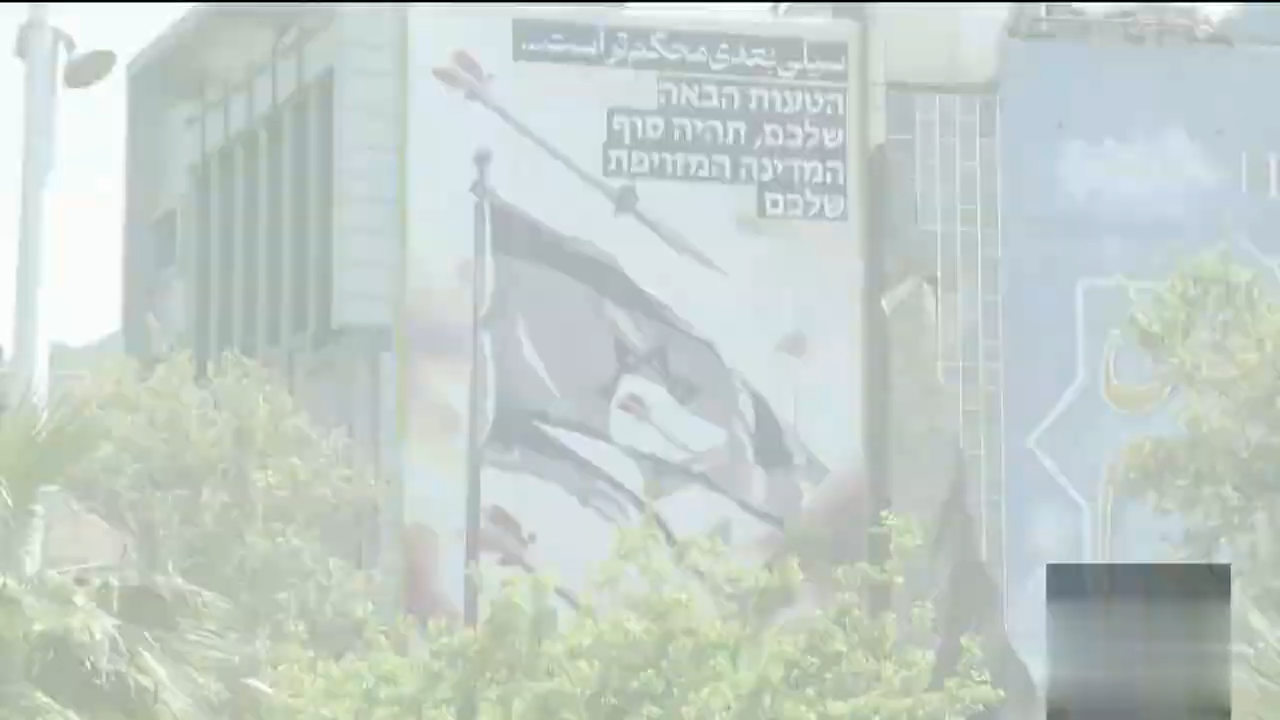 سیلی بعدی محکم‌تر است...
הטעות הבאה
שלכם, תהיה סוף
המדינה המזויפת
שלכם